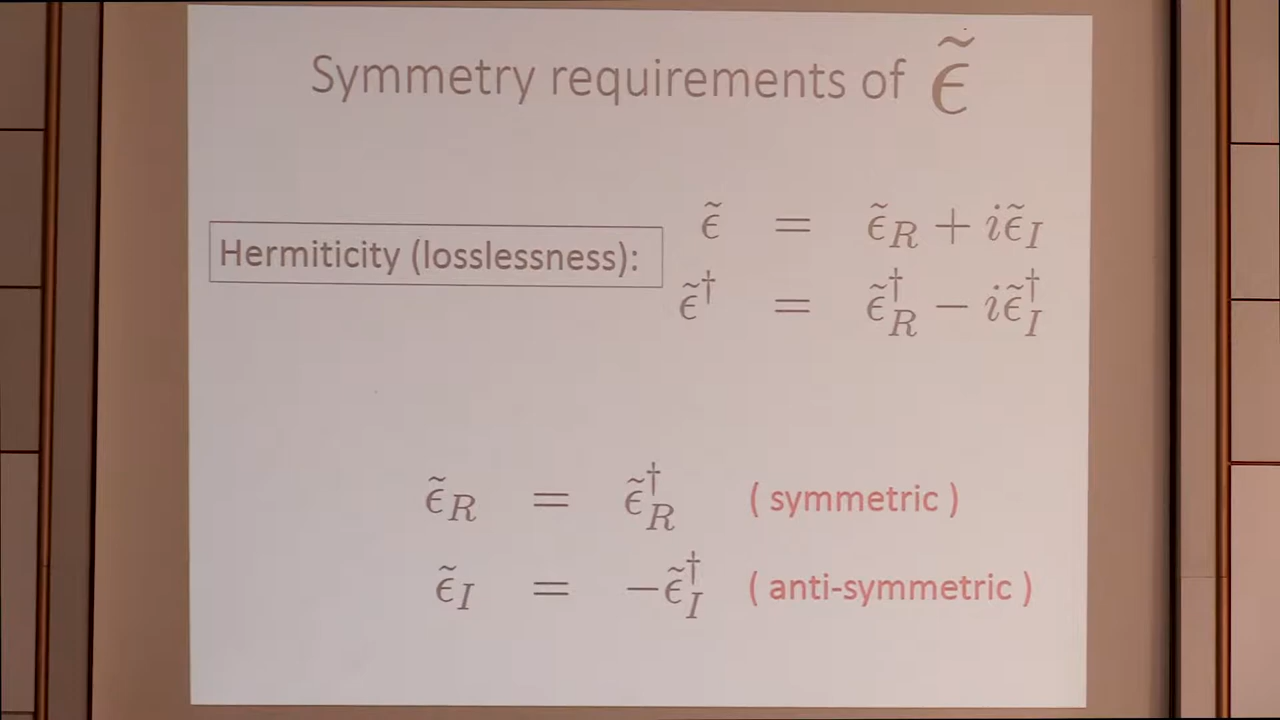 Symmetry requirements of ϵ̃
Hermiticity (losslessness):
ϵ̃ = ϵ̃_R + iϵ̃_I
ϵ̃^† = ϵ̃_R^† − iϵ̃_I^†
ϵ̃_R = ϵ̃_R^† ( symmetric )
ϵ̃_I = −ϵ̃_I^† ( anti-symmetric )